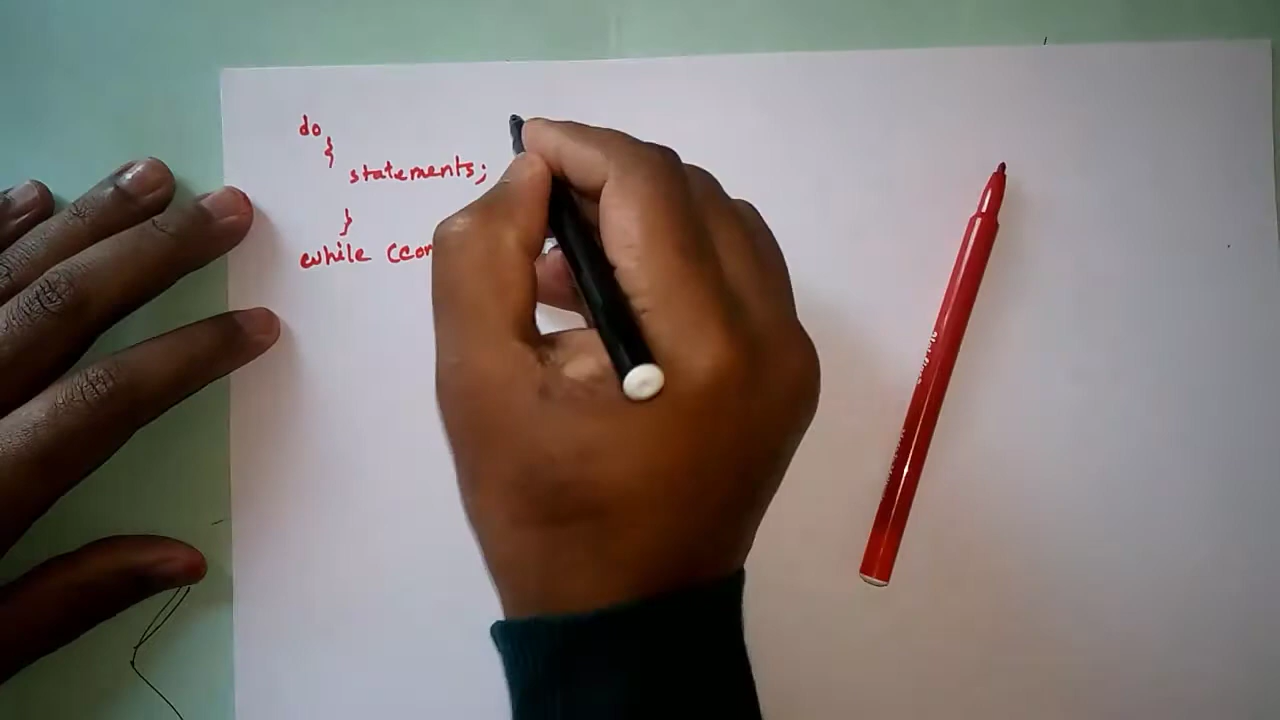 do
{
statements;
}
while (con